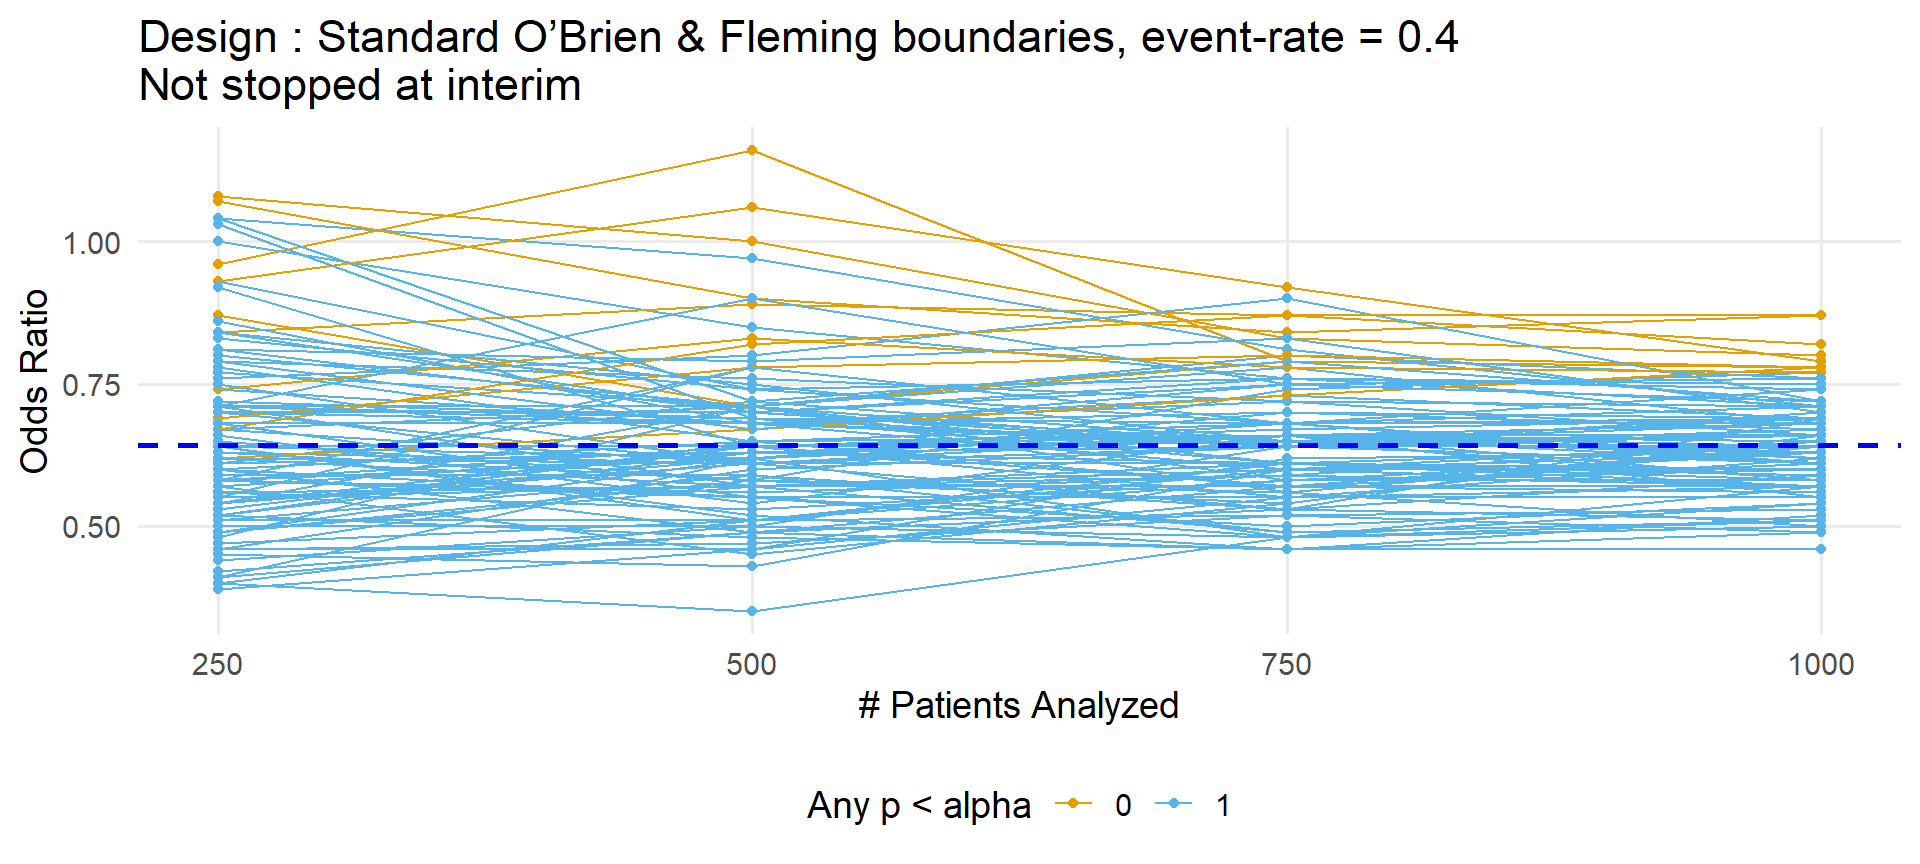 Design : Standard O’Brien & Fleming boundaries, event-rate = 0.4
Not stopped at interim
Odds Ratio
1.00
0.75
0.50
250 500 750 1000
# Patients Analyzed
Any p < alpha 0 1